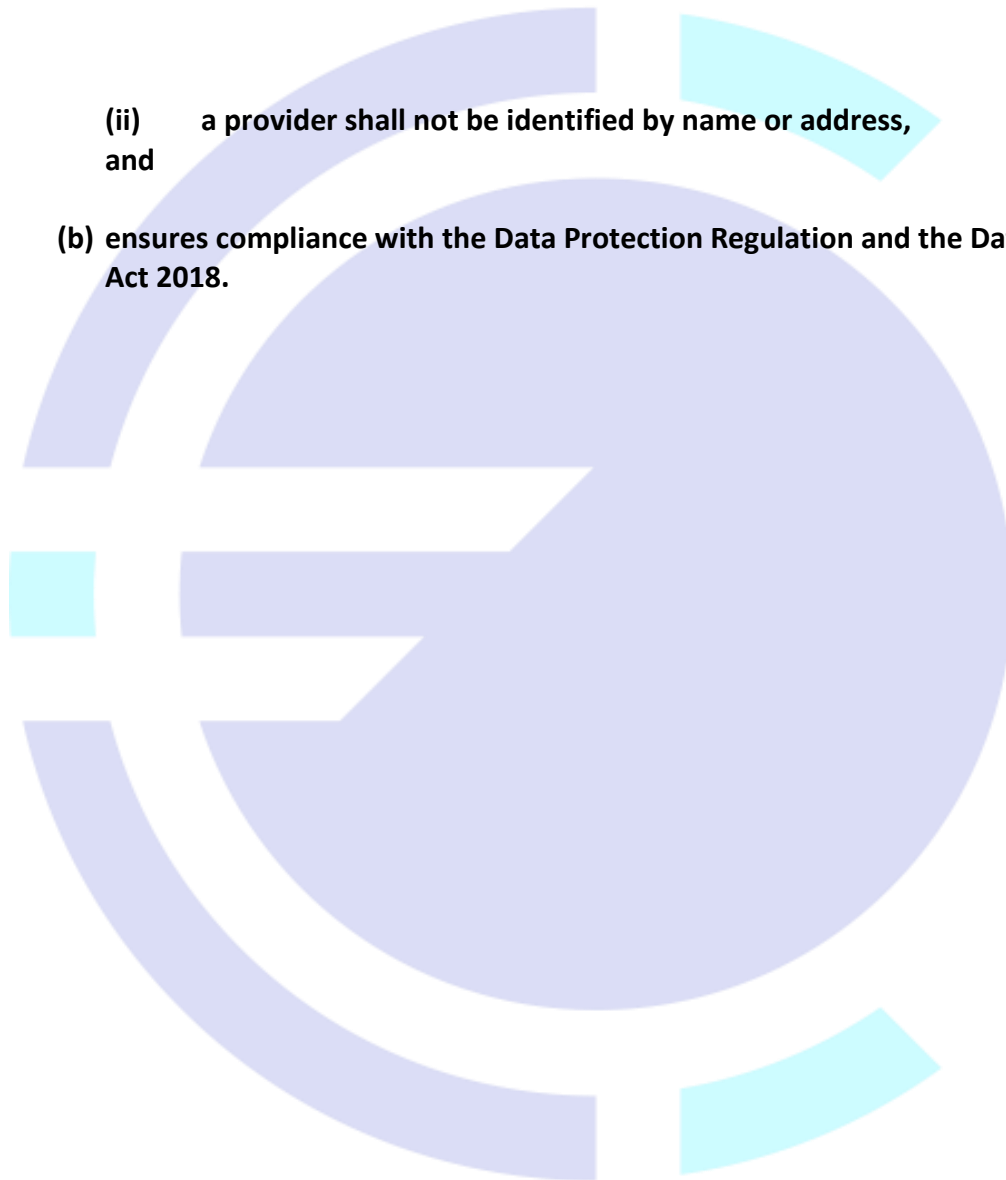 (ii) a provider shall not be identified by name or address,
and
(b) ensures compliance with the Data Protection Regulation and the Da
Act 2018.